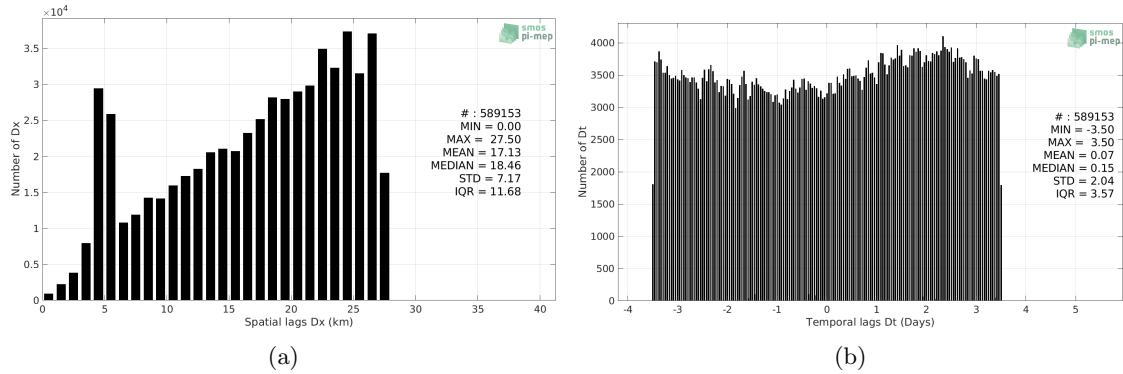 ×10⁴
4
3.5
3
2.5
2
1.5
1
0.5
0
0 5 10 15 20 25 30 35 40
Number of Dx
Spatial lags Dx (km)
smos
pi-mep
# : 589153
MIN = 0.00
MAX = 27.50
MEAN = 17.13
MEDIAN = 18.46
STD = 7.17
IQR = 11.68
(a)
4000
3500
3000
2500
2000
1500
1000
500
0
-4 -3 -2 -1 0 1 2 3 4 5
Number of Dt
Temporal lags Dt (Days)
smos
pi-mep
# : 589153
MIN = -3.50
MAX = 3.50
MEAN = 0.07
MEDIAN = 0.15
STD = 2.04
IQR = 3.57
(b)